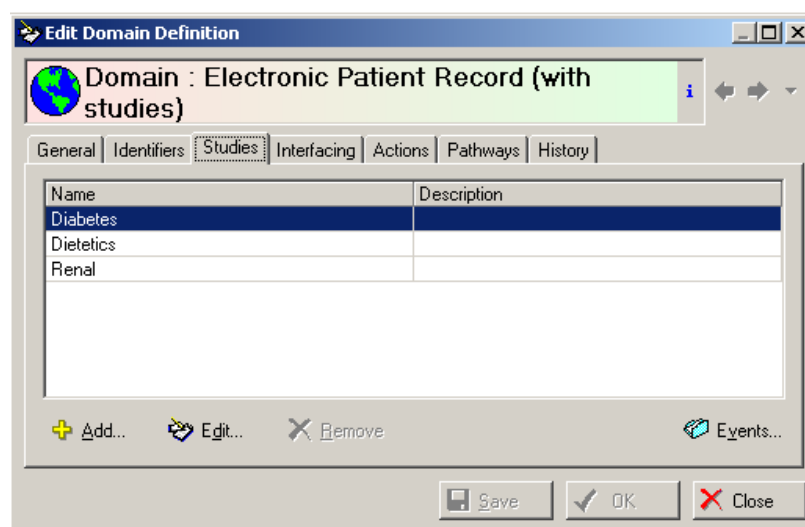 Edit Domain Definition
Domain : Electronic Patient Record (with
studies)
i
General Identifiers Studies Interfacing Actions Pathways History
Name Description
Diabetes
Dietetics
Renal
Add... Edit... Remove Events...
Save OK Close